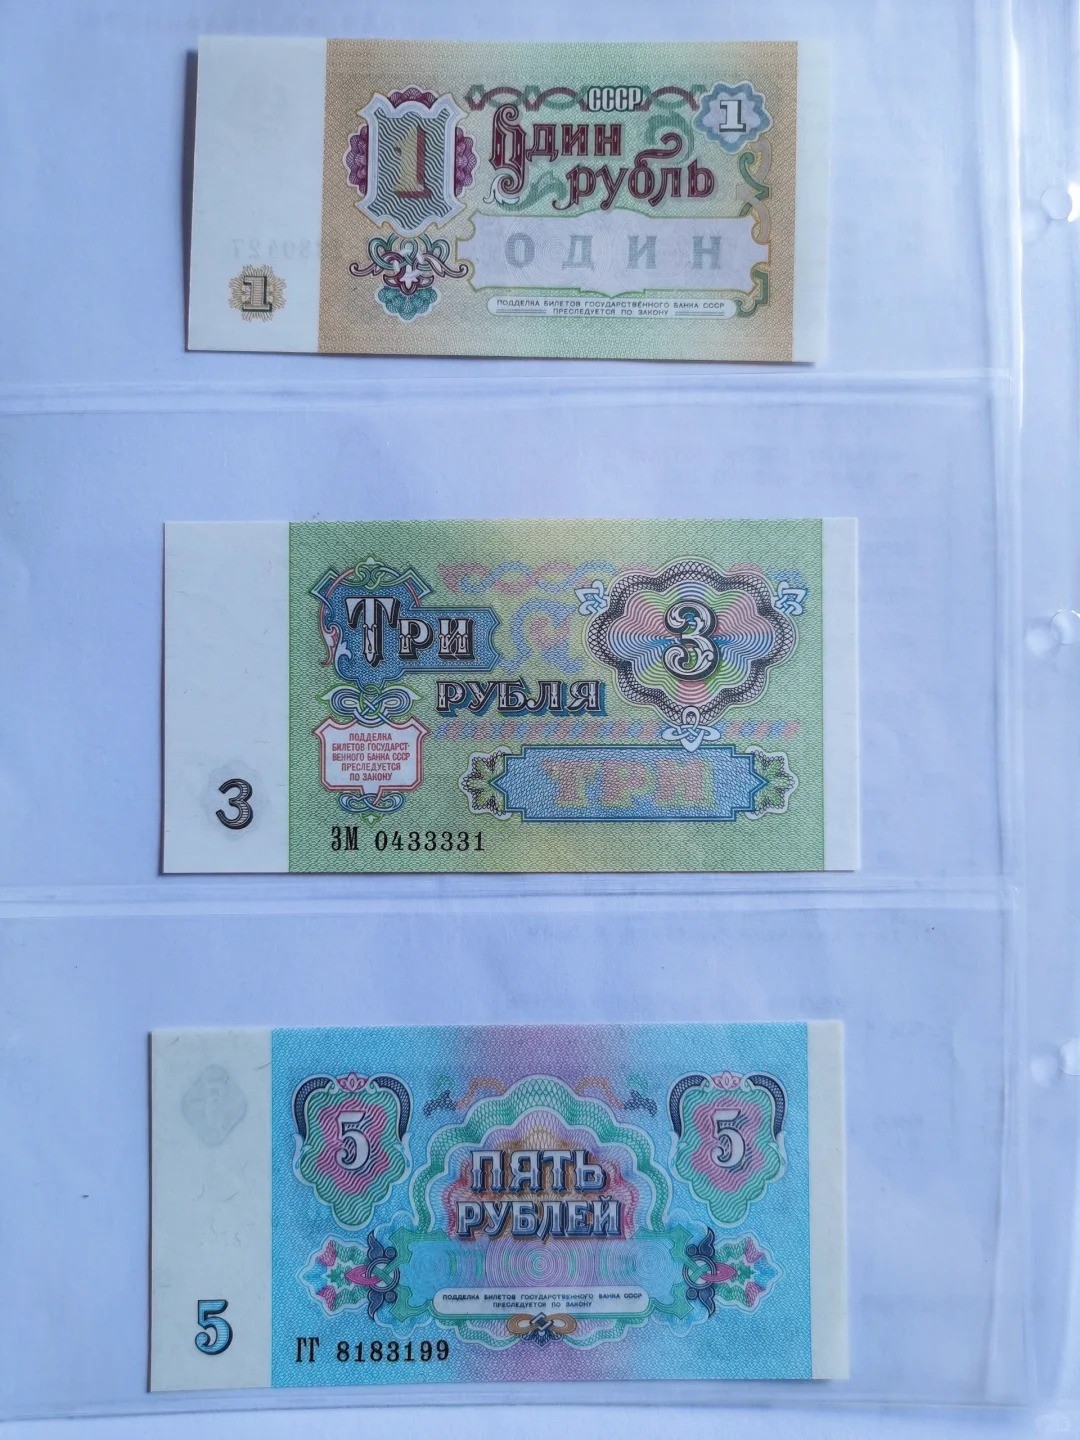 СССР
1
1
Один
рубль
ОДИН
1
ПОДДЕЛКА БИЛЕТОВ ГОСУДАРСТВЕННОГО БАНКА СССР
ПРЕСЛЕДУЕТСЯ ПО ЗАКОНУ
Три
3
РУБЛЯ
ПОДДЕЛКА
БИЛЕТОВ ГОСУДАРСТ-
ВЕННОГО БАНКА СССР
ПРЕСЛЕДУЕТСЯ
ПО ЗАКОНУ
ТРИ
3
ЗМ 0433331
5
5
ПЯТЬ
РУБЛЕЙ
ПОДДЕЛКА БИЛЕТОВ ГОСУДАРСТВЕННОГО БАНКА СССР
ПРЕСЛЕДУЕТСЯ ПО ЗАКОНУ
5
ГГ 8183199